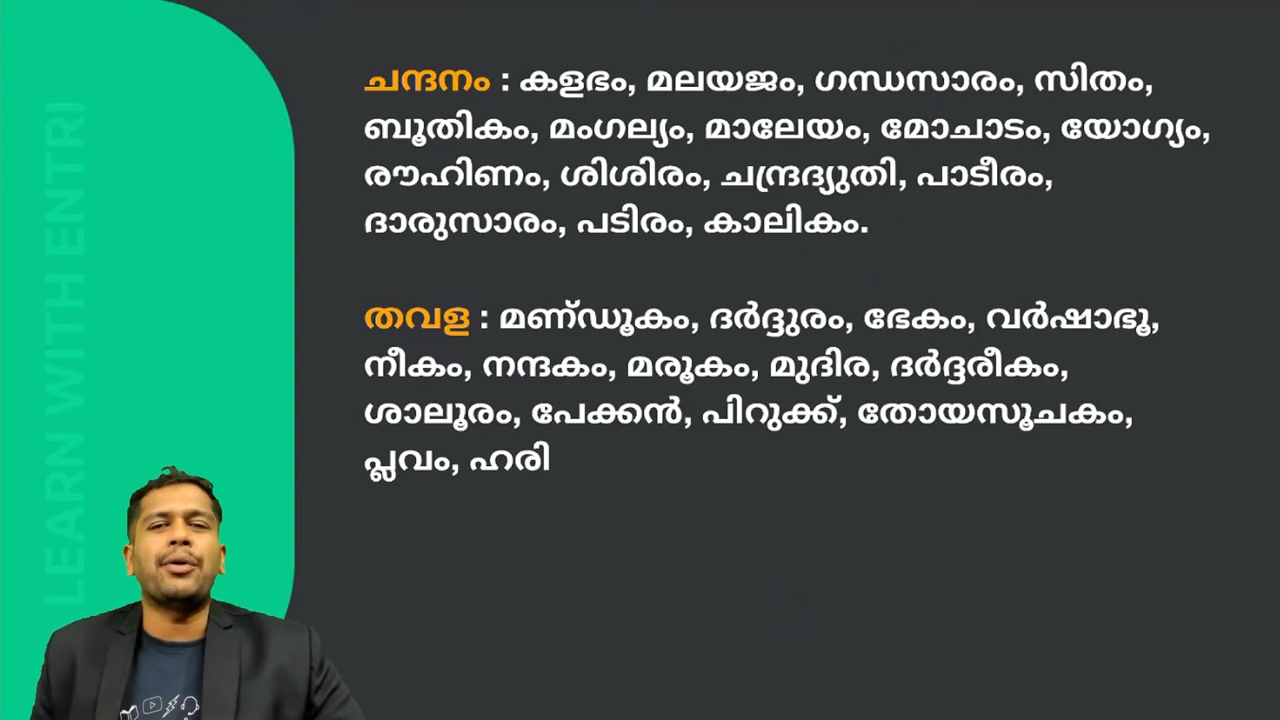 LEARN WITH ENTRI
ചന്ദനം : കളഭം, മലയജം, ഗന്ധസാരം, സിതം,
ബൂതികം, മംഗല്യം, മാലേയം, മോചാടം, യോഗ്യം,
രൗഹിണം, ശിശിരം, ചന്ദ്രദ്യുതി, പാടീരം,
ദാരുസാരം, പടിരം, കാലികം.
തവള : മണ്ഡൂകം, ദർദ്ദുരം, ഭേകം, വർഷാഭൂ,
നീകം, നന്ദകം, മരൂകം, മുദിര, ദർദ്ദരീകം,
ശാലൂരം, പേക്കൻ, പിറുക്ക്, തോയസൂചകം,
പ്ലവം, ഹരി